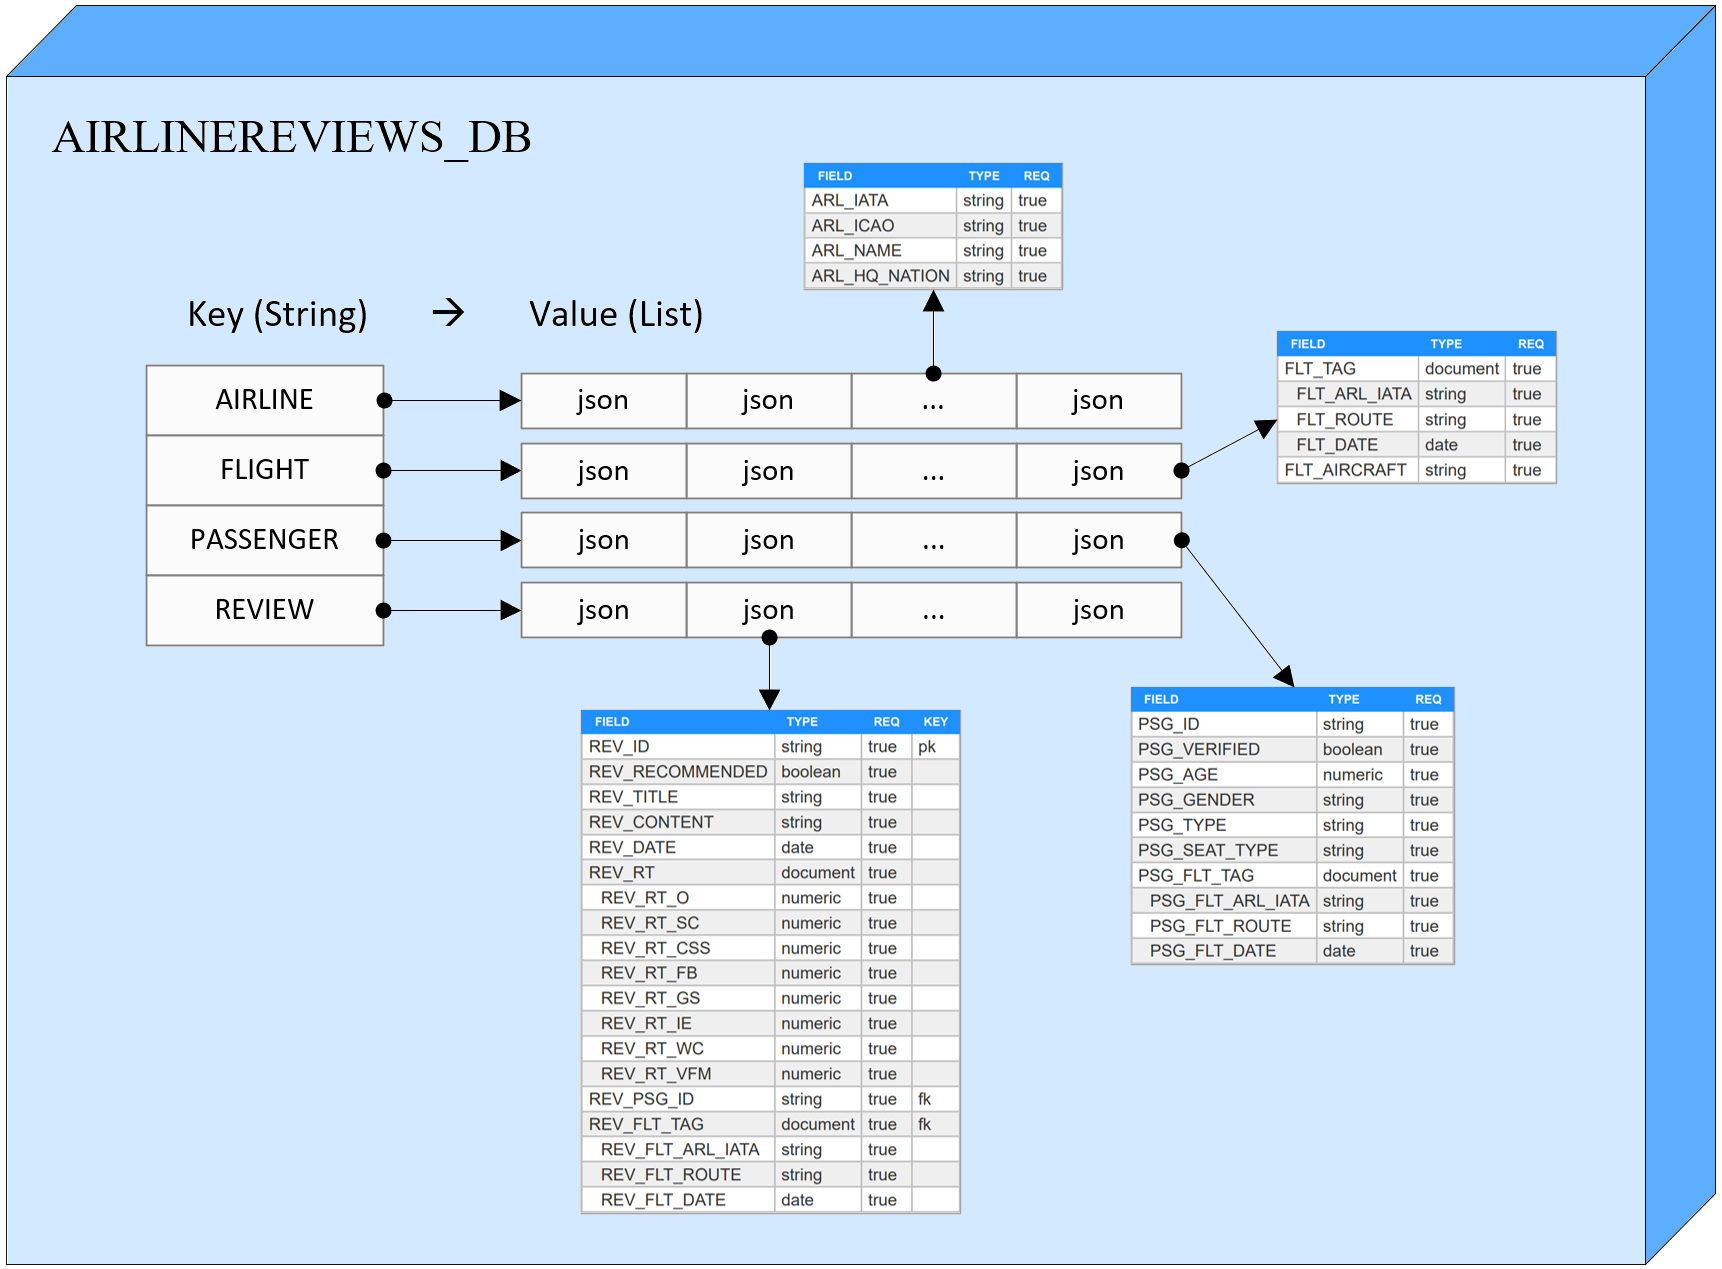 AIRLINEREVIEWS_DB
FIELD TYPE REQ
ARL_IATA string true
ARL_ICAO string true
ARL_NAME string true
ARL_HQ_NATION string true
Key (String) → Value (List)
FIELD TYPE REQ
FLT_TAG document true
FLT_ARL_IATA string true
FLT_ROUTE string true
FLT_DATE date true
FLT_AIRCRAFT string true
AIRLINE json json ... json
FLIGHT json json ... json
PASSENGER json json ... json
REVIEW json json ... json
FIELD TYPE REQ KEY
REV_ID string true pk
REV_RECOMMENDED boolean true
REV_TITLE string true
REV_CONTENT string true
REV_DATE date true
REV_RT document true
REV_RT_O numeric true
REV_RT_SC numeric true
REV_RT_CSS numeric true
REV_RT_FB numeric true
REV_RT_GS numeric true
REV_RT_IE numeric true
REV_RT_WC numeric true
REV_RT_VFM numeric true
REV_PSG_ID string true fk
REV_FLT_TAG document true fk
REV_FLT_ARL_IATA string true
REV_FLT_ROUTE string true
REV_FLT_DATE date true
FIELD TYPE REQ
PSG_ID string true
PSG_VERIFIED boolean true
PSG_AGE numeric true
PSG_GENDER string true
PSG_TYPE string true
PSG_SEAT_TYPE string true
PSG_FLT_TAG document true
PSG_FLT_ARL_IATA string true
PSG_FLT_ROUTE string true
PSG_FLT_DATE date true